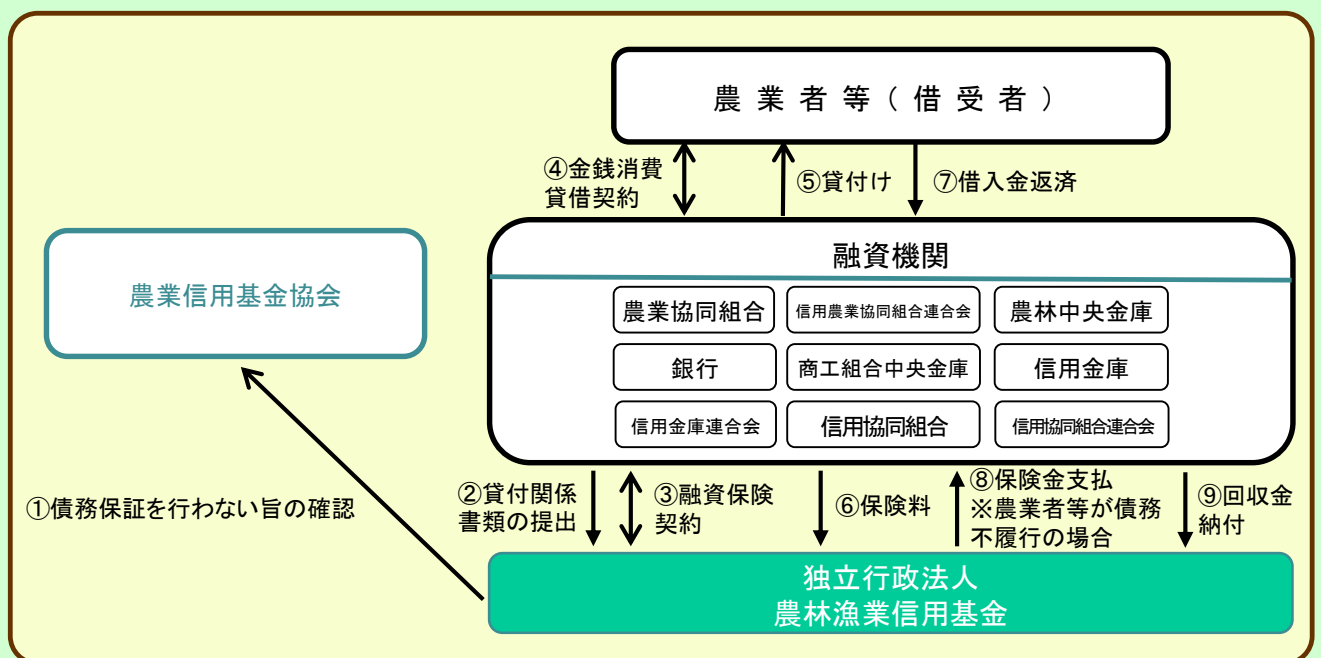 農業者等(借受者)
④金銭消費
貸借契約
⑤貸付け
⑦借入金返済
農業信用基金協会
融資機関
農業協同組合
信用農業協同組合連合会
農林中央金庫
銀行
商工組合中央金庫
信用金庫
信用金庫連合会
信用協同組合
信用協同組合連合会
①債務保証を行わない旨の確認
②貸付関係
書類の提出
③融資保険
契約
⑥保険料
⑧保険金支払
※農業者等が債務
不履行の場合
⑨回収金
納付
独立行政法人
農林漁業信用基金